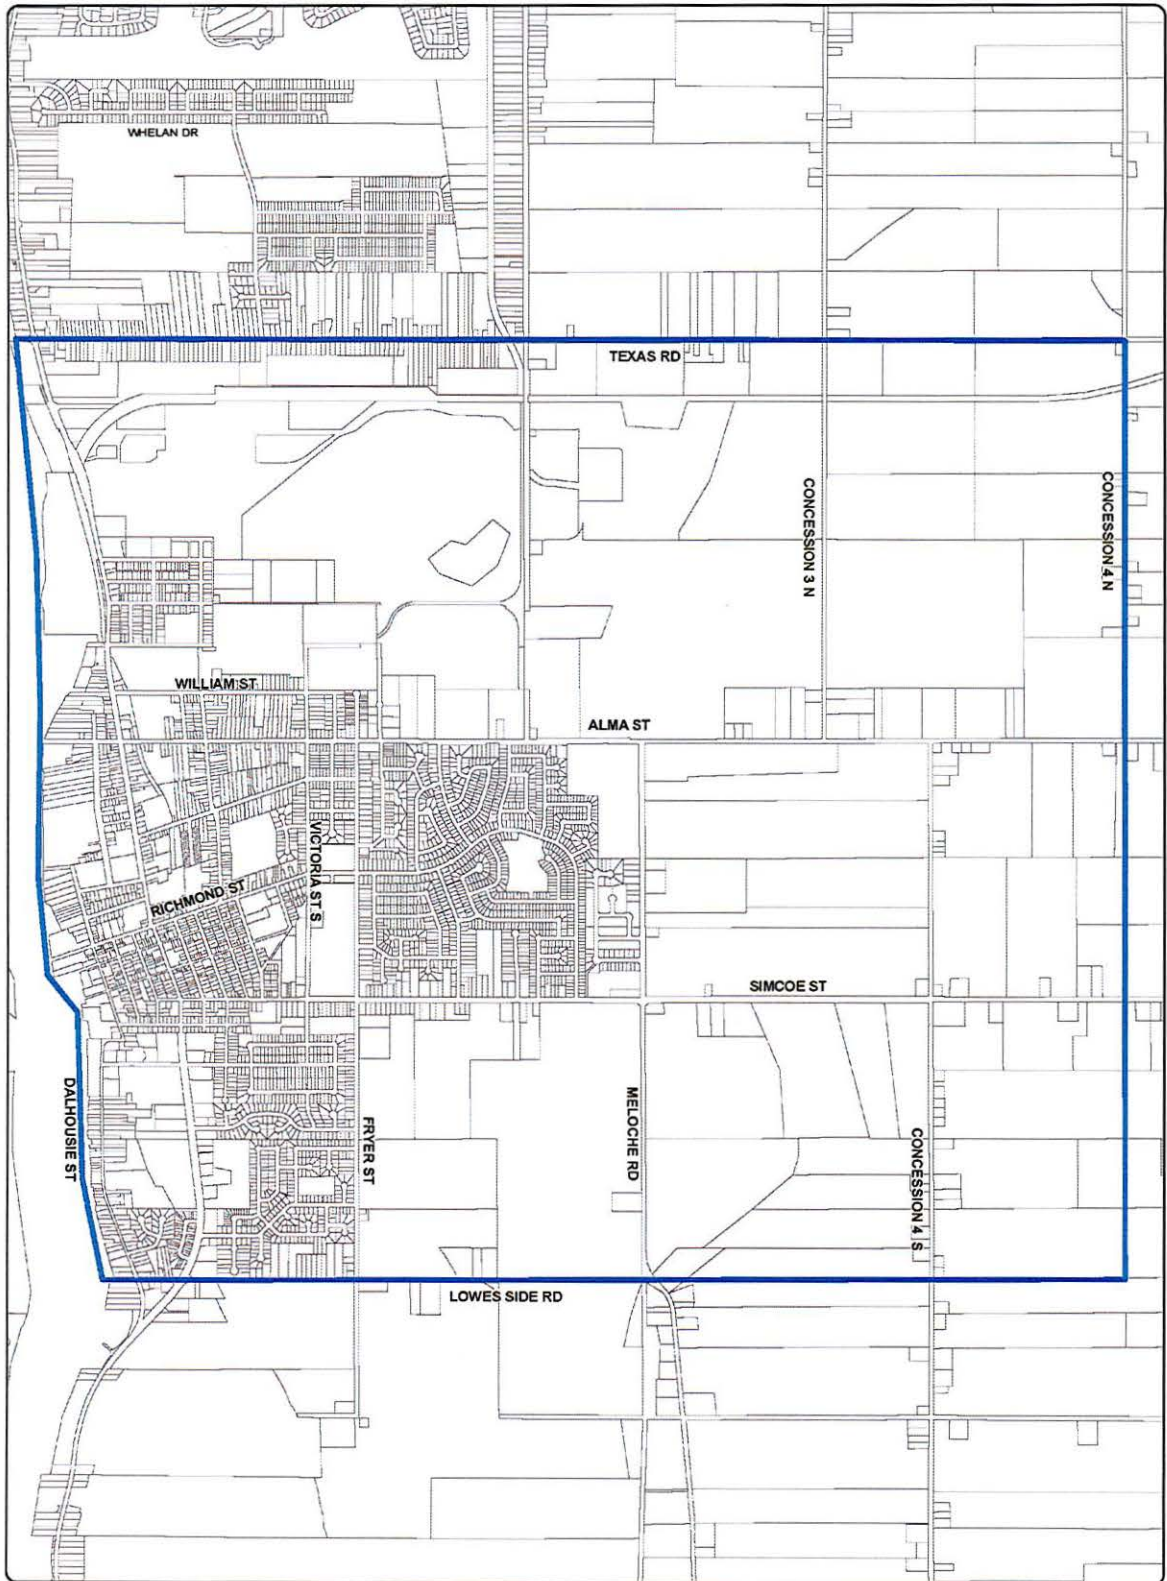 WHELAN DR
TEXAS RD
CONCESSION 3 N
CONCESSION 4 N
WILLIAM ST
ALMA ST
VICTORIA ST S
RICHMOND ST
SIMCOE ST
DALHOUSIE ST
FRYER ST
MELOCHE RD
CONCESSION 4 S
LOWES SIDE RD